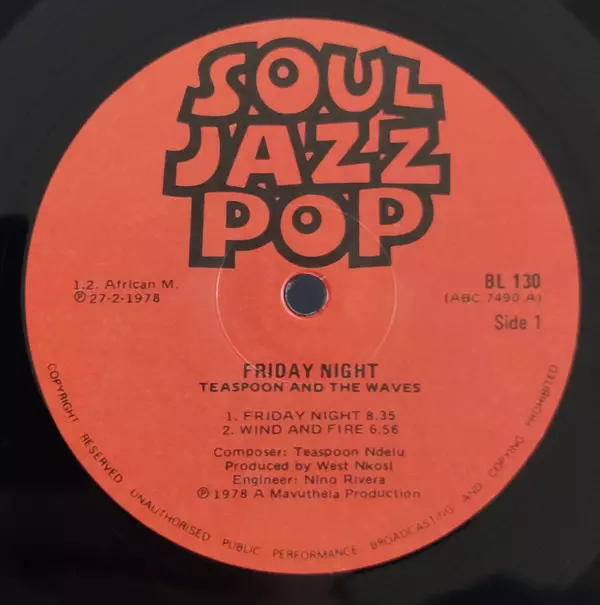 SOUL
JAZZ
POP
1.2. African M.
℗ 27-2-1978
BL 130
(ABC 7490 A)
Side 1
FRIDAY NIGHT
TEASPOON AND THE WAVES
1. FRIDAY NIGHT 8.35
2. WIND AND FIRE 6.56
Composer: Teaspoon Ndelu
Produced by West Nkosi
Engineer: Nino Rivera
℗ 1978 A Mavuthela Production
COPYRIGHT RESERVED UNAUTHORISED PUBLIC PERFORMANCE BROADCASTING AND COPYING PROHIBITED